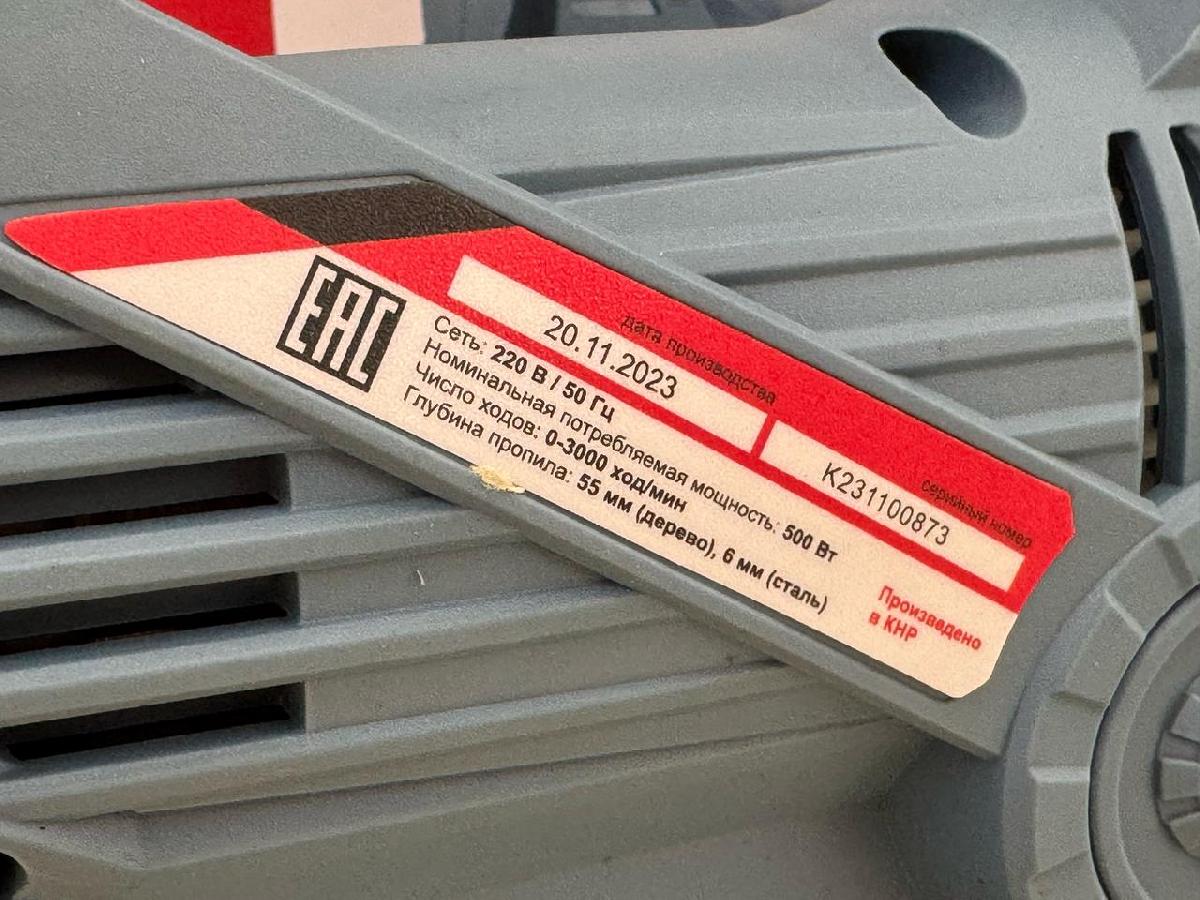 EAC
дата производства
20.11.2023
серийный номер
K231100873
Сеть: 220 В / 50 Гц
Номинальная потребляемая мощность: 500 Вт
Число ходов: 0-3000 ход/мин
Глубина пропила: 55 мм (дерево), 6 мм (сталь)
Произведено
в КНР